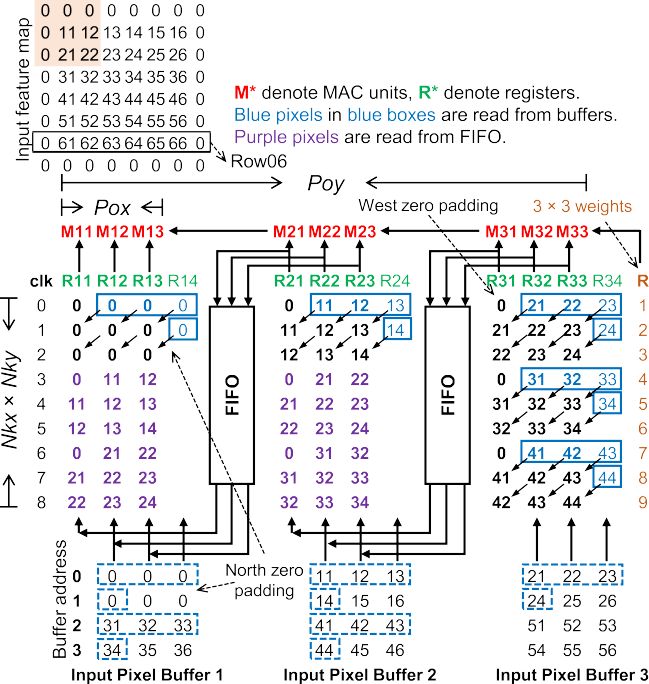 Input feature map
0 0 0 0 0 0 0 0
0 11 12 13 14 15 16 0
0 21 22 23 24 25 26 0
0 31 32 33 34 35 36 0
0 41 42 43 44 45 46 0
0 51 52 53 54 55 56 0
0 61 62 63 64 65 66 0
0 0 0 0 0 0 0 0
Row06
M* denote MAC units, R* denote registers.
Blue pixels in blue boxes are read from buffers.
Purple pixels are read from FIFO.
Poy
Pox
West zero padding
3 × 3 weights
M11 M12 M13 M21 M22 M23 M31 M32 M33
clk R11 R12 R13 R14 R21 R22 R23 R24 R31 R32 R33 R34 R
0 0 0 0 0 0 11 12 13 0 21 22 23 1
1 0 0 0 0 11 12 13 14 21 22 23 24 2
2 0 0 0 12 13 14 22 23 24 3
3 0 11 12 0 21 22 0 31 32 33 4
4 11 12 13 21 22 23 31 32 33 34 5
5 12 13 14 22 23 24 32 33 34 6
6 0 21 22 0 31 32 0 41 42 43 7
7 21 22 23 31 32 33 41 42 43 44 8
8 22 23 24 32 33 34 42 43 44 9
Nkx × Nky
FIFO
FIFO
North zero
padding
Buffer address
0 0 0 0 11 12 13 21 22 23
1 0 0 0 14 15 16 24 25 26
2 31 32 33 41 42 43 51 52 53
3 34 35 36 44 45 46 54 55 56
Input Pixel Buffer 1 Input Pixel Buffer 2 Input Pixel Buffer 3